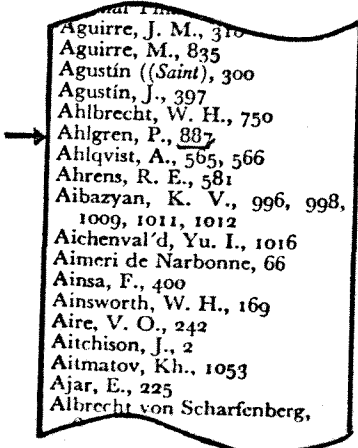 Aguirre, J. M., 310
Aguirre, M., 835
Agustín ((Saint), 300
Agustín, J., 397
Ahlbrecht, W. H., 750
Ahlgren, P., 887
Ahlqvist, A., 565, 566
Ahrens, R. E., 581
Aibazyan, K. V., 996, 998,
1009, 1011, 1012
Aichenval'd, Yu. I., 1016
Aimeri de Narbonne, 66
Ainsa, F., 400
Ainsworth, W. H., 169
Aire, V. O., 242
Aitchison, J., 2
Aitmatov, Kh., 1053
Ajar, E., 225
Albrecht von Scharfenberg,